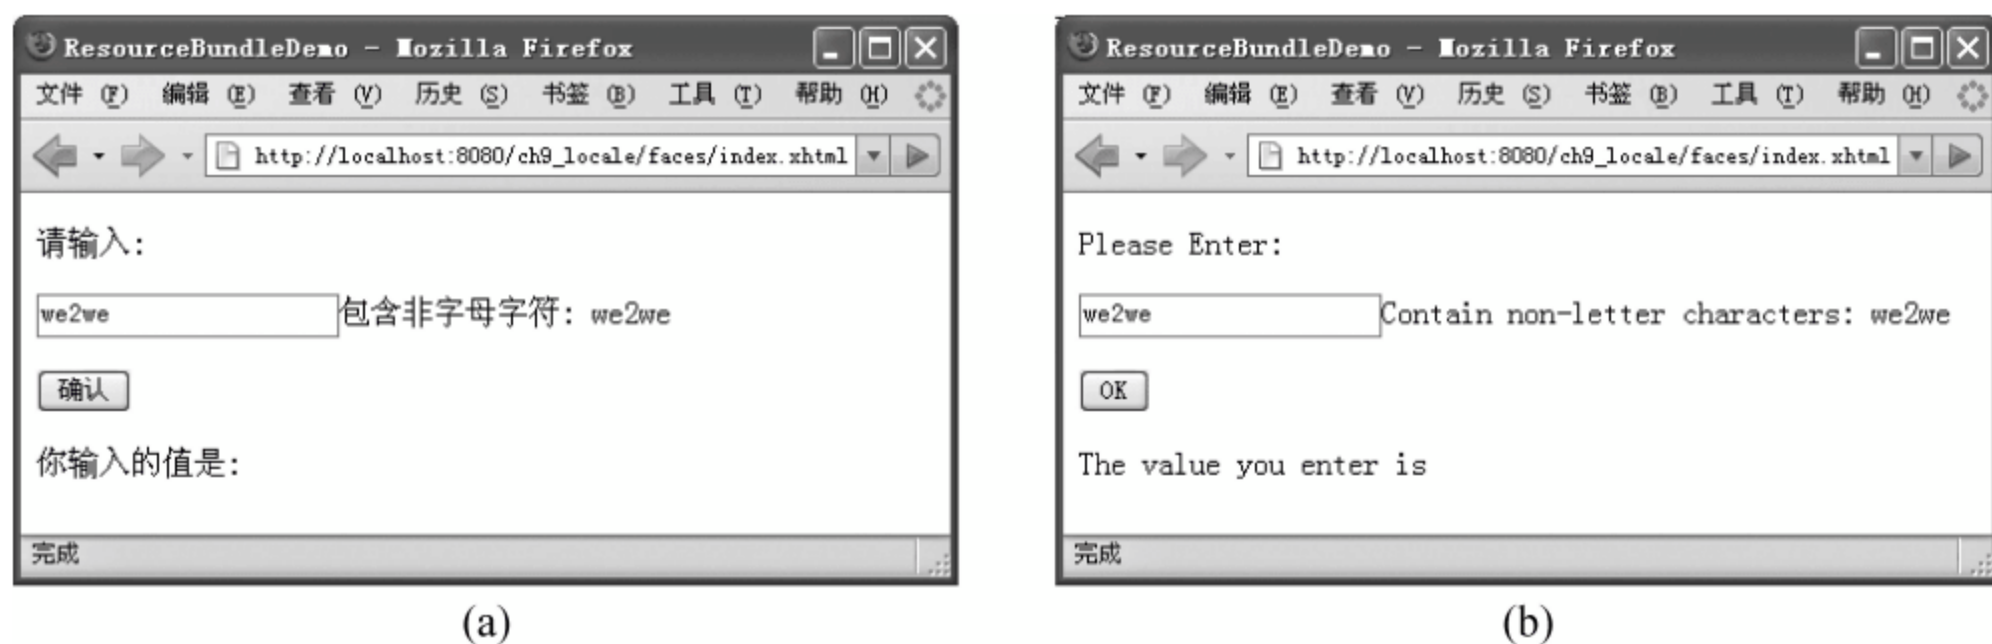 ResourceBundleDemo - Mozilla Firefox
文件 (F) 编辑 (E) 查看 (V) 历史 (S) 书签 (B) 工具 (T) 帮助 (H)
http://localhost:8080/ch9_locale/faces/index.xhtml
请输入:
we2we 包含非字母字符: we2we
确认
你输入的值是:
完成
(a)
ResourceBundleDemo - Mozilla Firefox
文件 (F) 编辑 (E) 查看 (V) 历史 (S) 书签 (B) 工具 (T) 帮助 (H)
http://localhost:8080/ch9_locale/faces/index.xhtml
Please Enter:
we2we Contain non-letter characters: we2we
OK
The value you enter is
完成
(b)